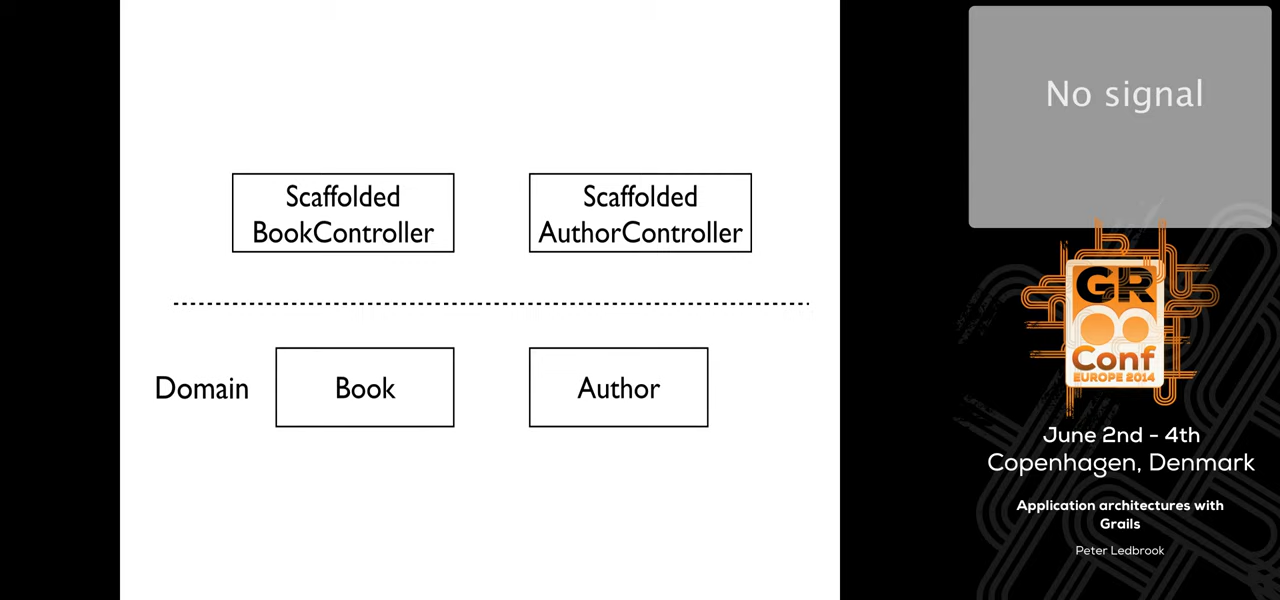 Scaffolded
BookController
Scaffolded
AuthorController
Domain
Book
Author
No signal
GR
Conf
EUROPE 2014
June 2nd - 4th
Copenhagen, Denmark
Application architectures with
Grails
Peter Ledbrook